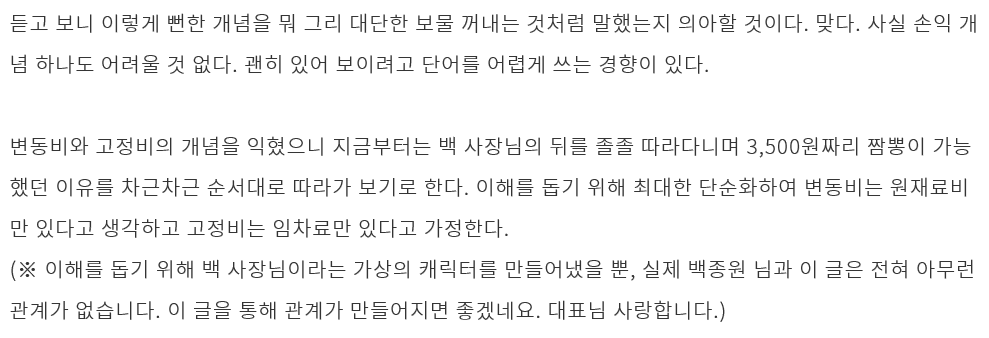 듣고 보니 이렇게 뻔한 개념을 뭐 그리 대단한 보물 꺼내는 것처럼 말했는지 의아할 것이다. 맞다. 사실 손익 개
념 하나도 어려울 것 없다. 괜히 있어 보이려고 단어를 어렵게 쓰는 경향이 있다.
변동비와 고정비의 개념을 익혔으니 지금부터는 백 사장님의 뒤를 졸졸 따라다니며 3,500원짜리 짬뽕이 가능
했던 이유를 차근차근 순서대로 따라가 보기로 한다. 이해를 돕기 위해 최대한 단순화하여 변동비는 원재료비
만 있다고 생각하고 고정비는 임차료만 있다고 가정한다.
(※ 이해를 돕기 위해 백 사장님이라는 가상의 캐릭터를 만들어냈을 뿐, 실제 백종원 님과 이 글은 전혀 아무런
관계가 없습니다. 이 글을 통해 관계가 만들어지면 좋겠네요. 대표님 사랑합니다.)